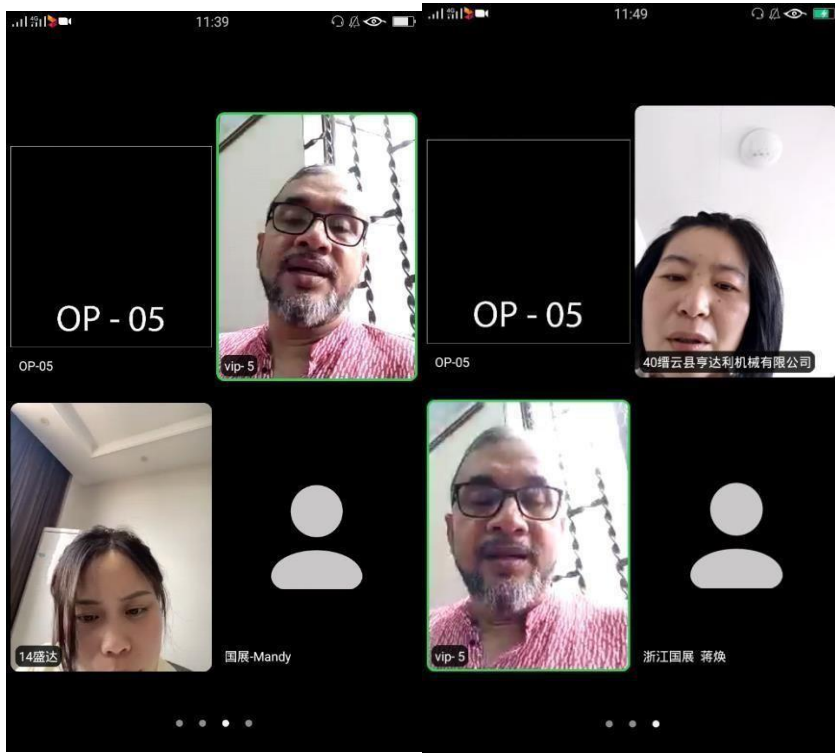 11:39
OP - 05
OP-05
vip- 5
14盛达
国展-Mandy
11:49
OP - 05
OP-05
40缙云县亨达利机械有限公司
vip- 5
浙江国展 蒋焕